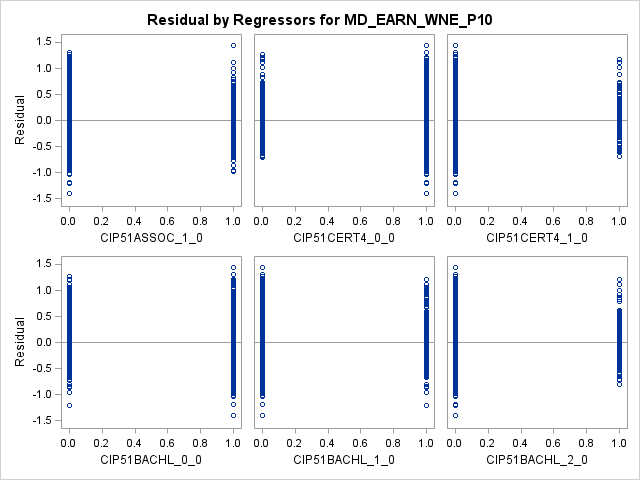 Residual by Regressors for MD_EARN_WNE_P10
Residual
1.5
1.0
0.5
0.0
-0.5
-1.0
-1.5
0.0 0.2 0.4 0.6 0.8 1.0
CIP51ASSOC_1_0
0.0 0.2 0.4 0.6 0.8 1.0
CIP51CERT4_0_0
0.0 0.2 0.4 0.6 0.8 1.0
CIP51CERT4_1_0
Residual
1.5
1.0
0.5
0.0
-0.5
-1.0
-1.5
0.0 0.2 0.4 0.6 0.8 1.0
CIP51BACHL_0_0
0.0 0.2 0.4 0.6 0.8 1.0
CIP51BACHL_1_0
0.0 0.2 0.4 0.6 0.8 1.0
CIP51BACHL_2_0